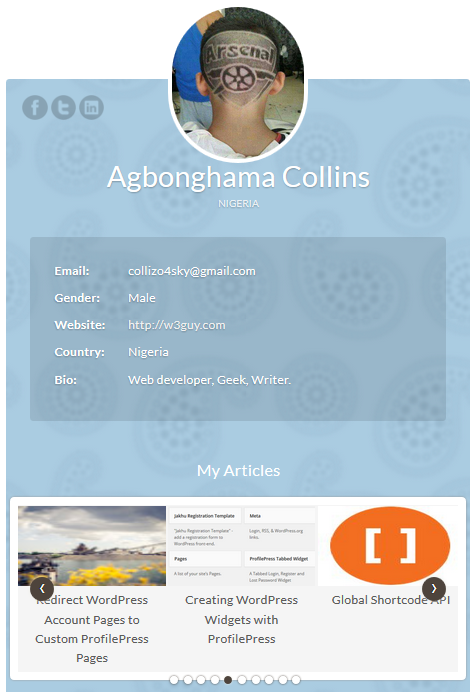 Arsenal
Agbonghama Collins
NIGERIA
Email: collizo4sky@gmail.com
Gender: Male
Website: http://w3guy.com
Country: Nigeria
Bio: Web developer, Geek, Writer.
My Articles
Redirect WordPress
Account Pages to
Custom ProfilePress
Pages
Jakhu Registration Template
"Jakhu Registration Template" -
add a registration form to
WordPress front-end.
Meta
Login, RSS, & WordPress.org
links.
Pages
A list of your site's Pages.
ProfilePress Tabbed Widget
A Tabbed Login, Register and
Lost Password Widget
Creating WordPress
Widgets with
ProfilePress
[ ]
Global Shortcode API